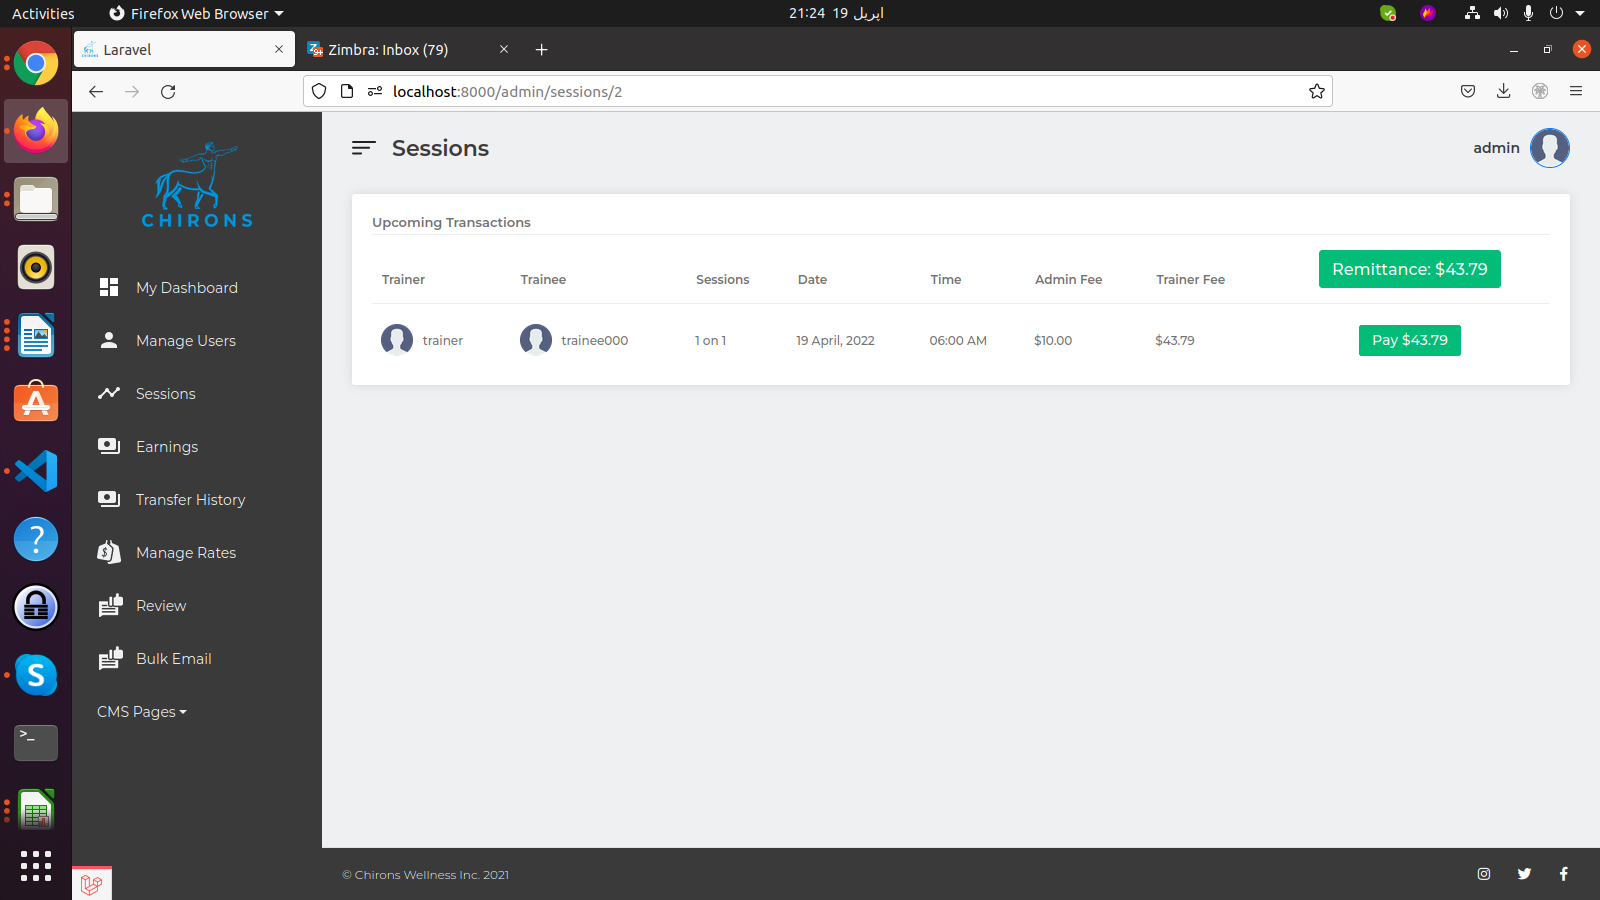 Activities
Firefox Web Browser
21:24 19 اپریل
Laravel
Zimbra: Inbox (79)
localhost:8000/admin/sessions/2
CHIRONS
My Dashboard
Manage Users
Sessions
Earnings
Transfer History
Manage Rates
Review
Bulk Email
CMS Pages
Sessions
admin
Upcoming Transactions
Trainer Trainee Sessions Date Time Admin Fee Trainer Fee Remittance: $43.79
trainer trainee000 1 on 1 19 April, 2022 06:00 AM $10.00 $43.79 Pay $43.79
© Chirons Wellness Inc. 2021